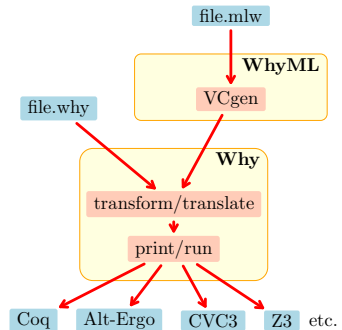 file.mlw
WhyML
VCgen
file.why
Why
transform/translate
print/run
Coq Alt-Ergo CVC3 Z3 etc.